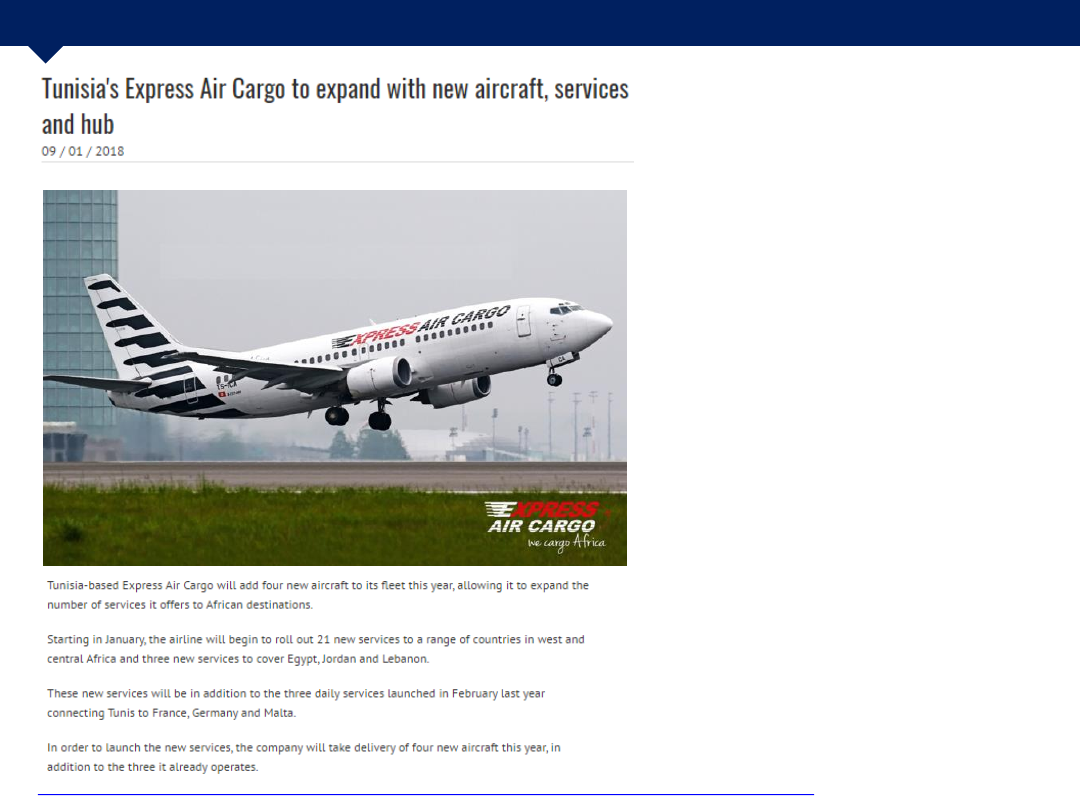 Tunisia's Express Air Cargo to expand with new aircraft, services
and hub
09 / 01 / 2018
EXPRESS AIR CARGO
CA
TS-ICA
EXPRESS
AIR CARGO
we cargo Africa
Tunisia-based Express Air Cargo will add four new aircraft to its fleet this year, allowing it to expand the
number of services it offers to African destinations.
Starting in January, the airline will begin to roll out 21 new services to a range of countries in west and
central Africa and three new services to cover Egypt, Jordan and Lebanon.
These new services will be in addition to the three daily services launched in February last year
connecting Tunis to France, Germany and Malta.
In order to launch the new services, the company will take delivery of four new aircraft this year, in
addition to the three it already operates.